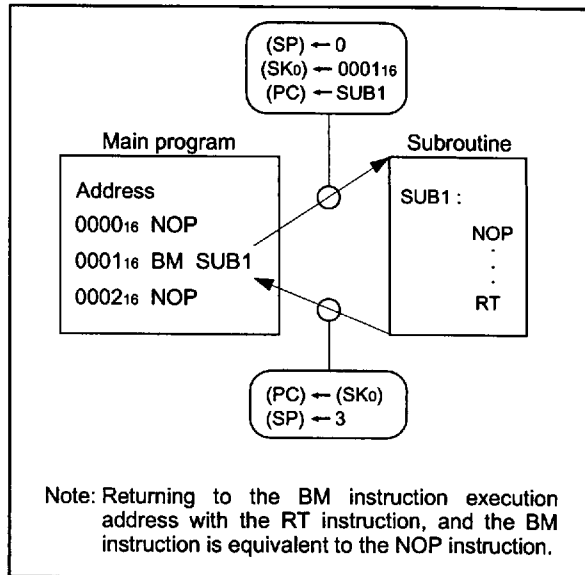 (SP) ← 0
(SK₀) ← 0001₁₆
(PC) ← SUB1
Main program
Subroutine
Address
0000₁₆ NOP
0001₁₆ BM SUB1
0002₁₆ NOP
SUB1 :
NOP
·
·
·
·
RT
(PC) ← (SK₀)
(SP) ← 3
Note: Returning to the BM instruction execution
address with the RT instruction, and the BM
instruction is equivalent to the NOP instruction.